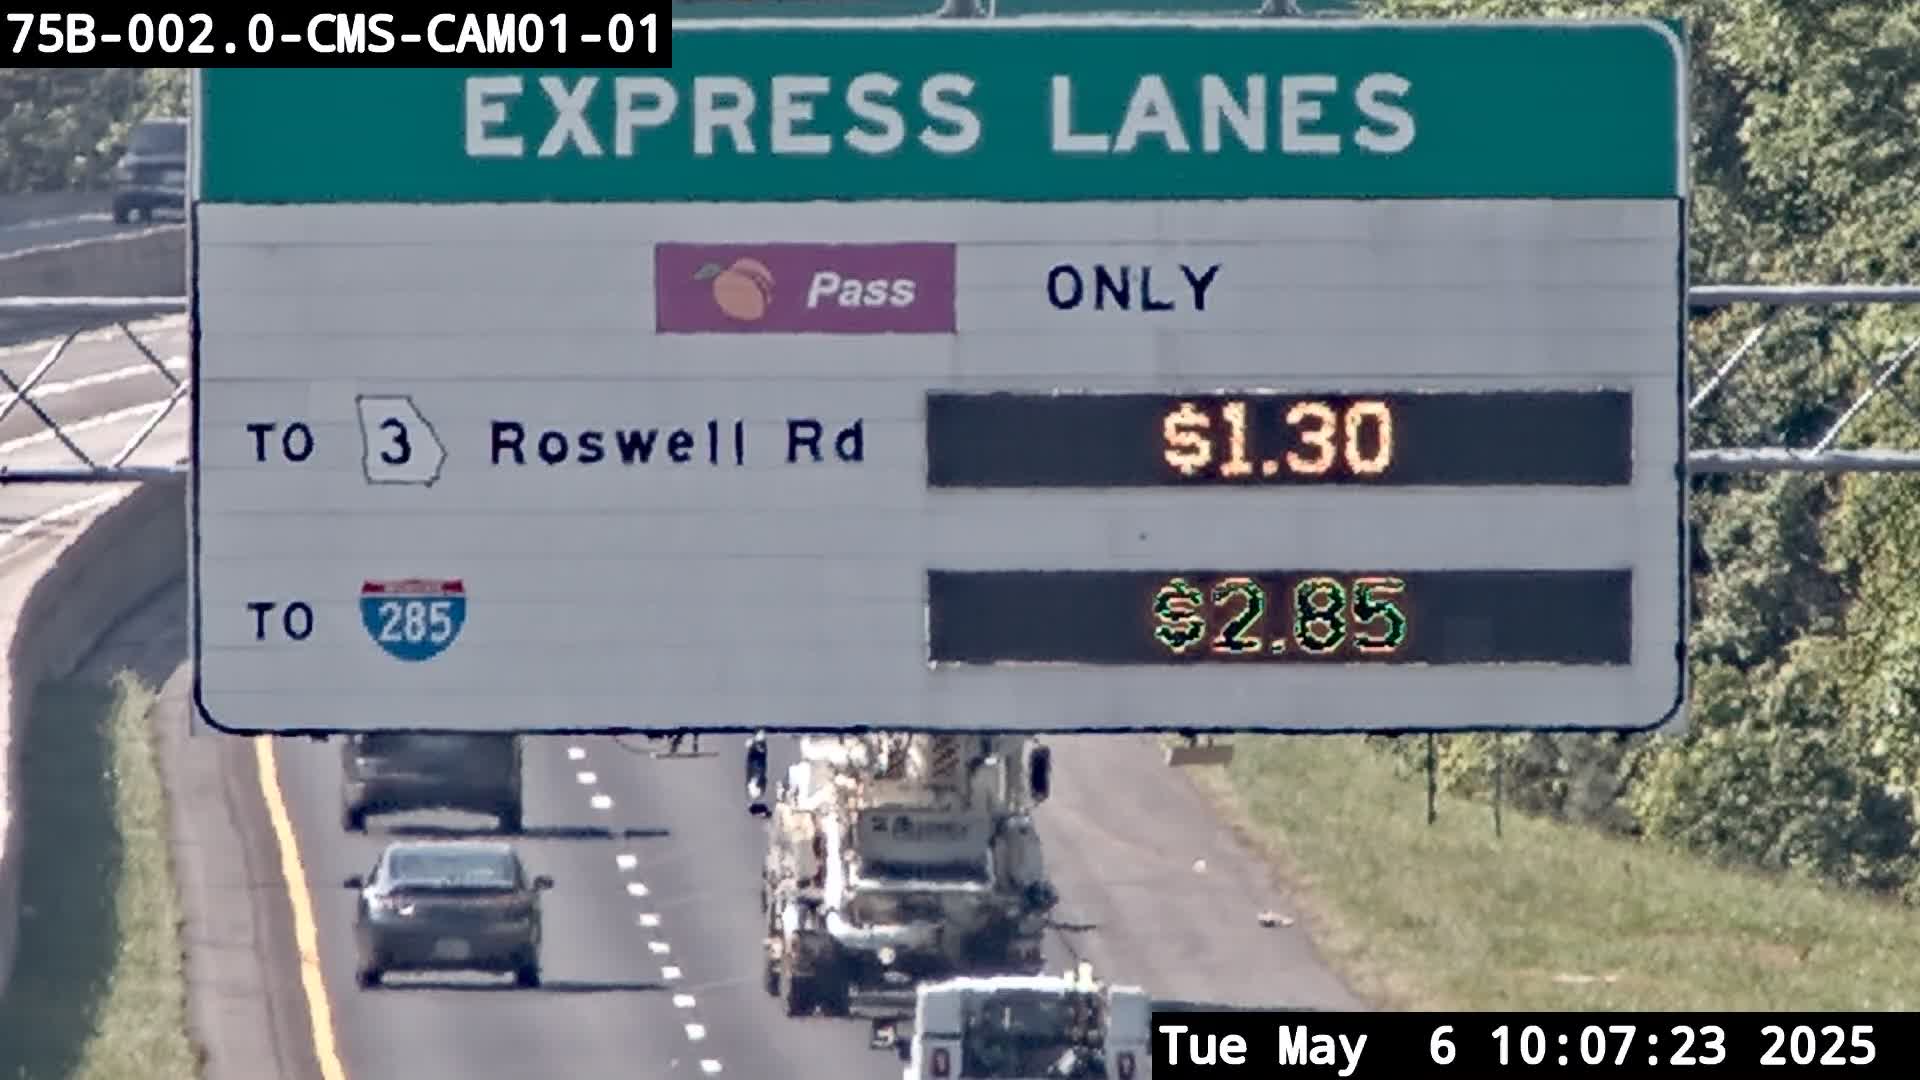 75B-002.0-CMS-CAM01-01
EXPRESS LANES
Pass ONLY
TO 3 Roswell Rd $1.30
TO 285 $2.85
Tue May 6 10:07:23 2025